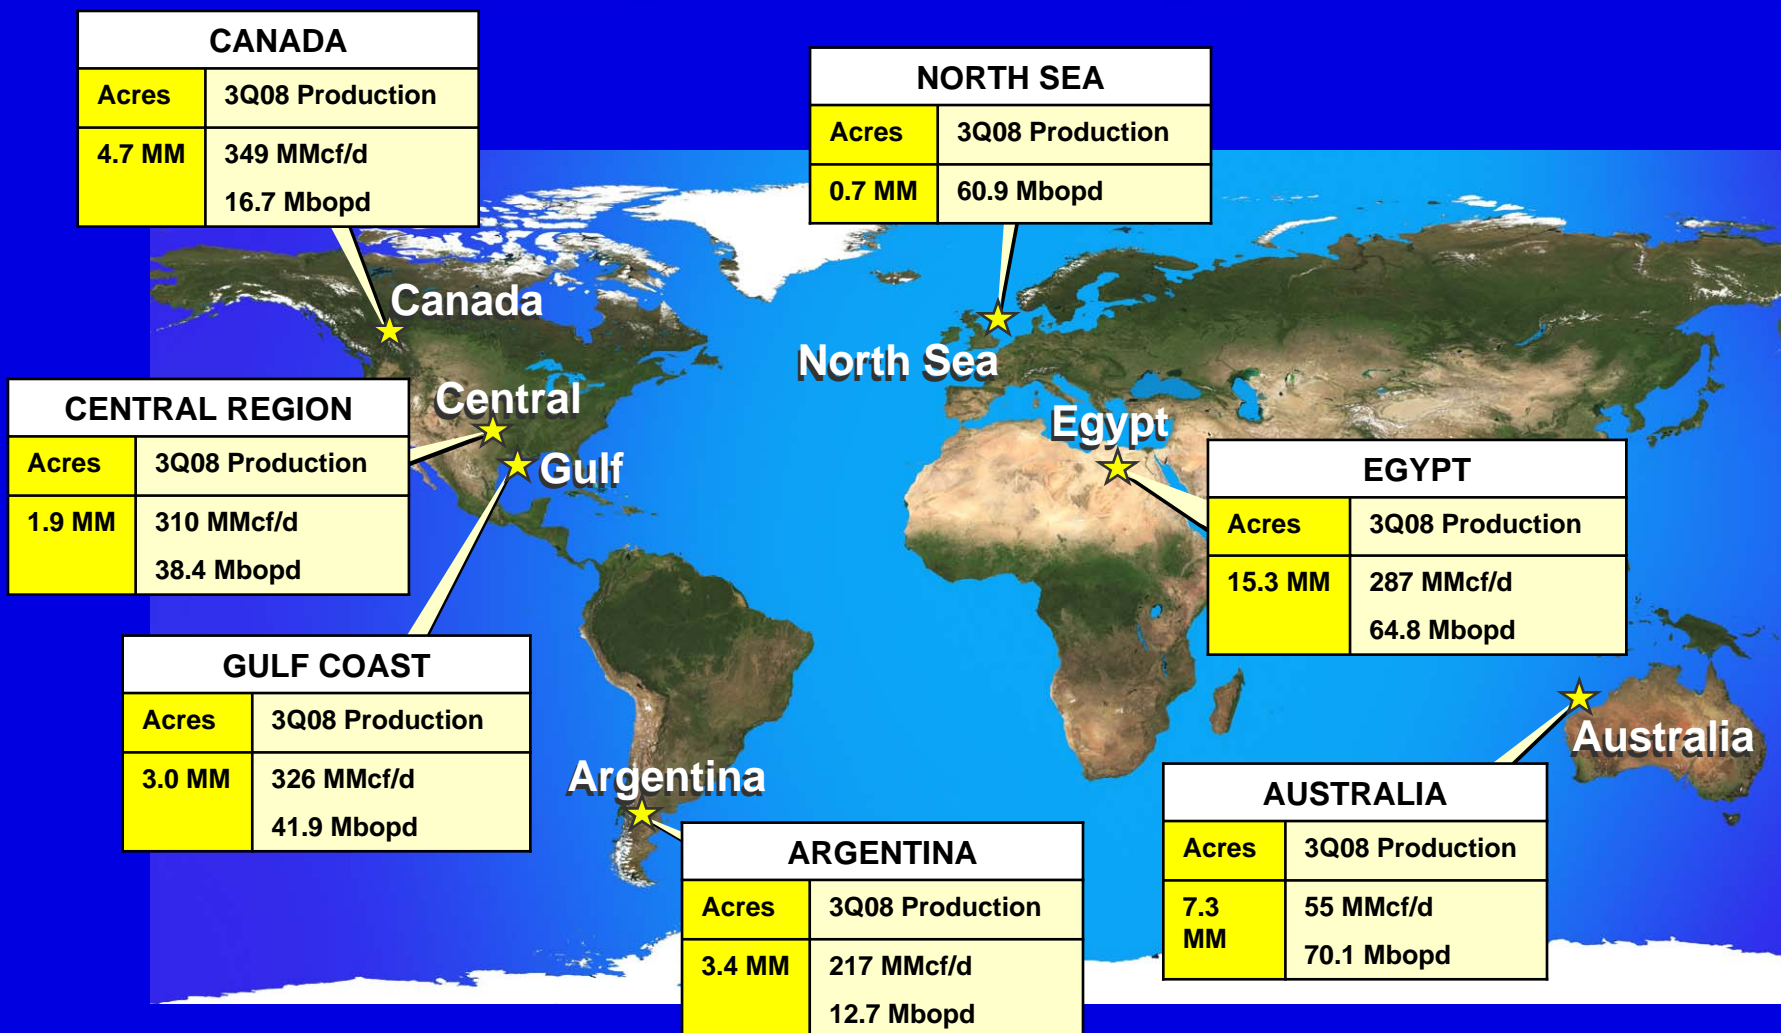 CANADA
Acres 3Q08 Production
4.7 MM 349 MMcf/d
16.7 Mbopd
NORTH SEA
Acres 3Q08 Production
0.7 MM 60.9 Mbopd
Canada
North Sea
Central
Egypt
Gulf
CENTRAL REGION
Acres 3Q08 Production
1.9 MM 310 MMcf/d
38.4 Mbopd
EGYPT
Acres 3Q08 Production
15.3 MM 287 MMcf/d
64.8 Mbopd
GULF COAST
Acres 3Q08 Production
3.0 MM 326 MMcf/d
41.9 Mbopd
Argentina
Australia
ARGENTINA
Acres 3Q08 Production
3.4 MM 217 MMcf/d
12.7 Mbopd
AUSTRALIA
Acres 3Q08 Production
7.3 55 MMcf/d
MM
70.1 Mbopd